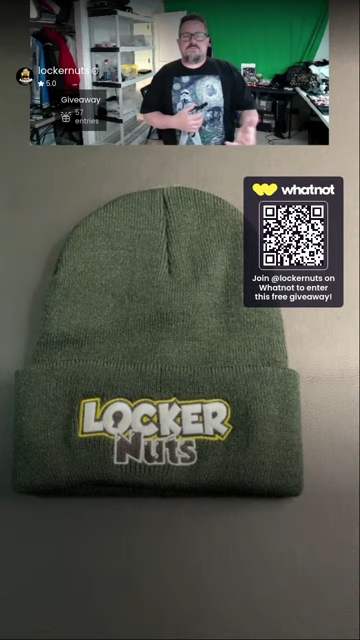 lockernuts
★ 5.0
Giveaway
57
entries
whatnot
Join @lockernuts on
Whatnot to enter
this free giveaway!
LOCKER
Nuts